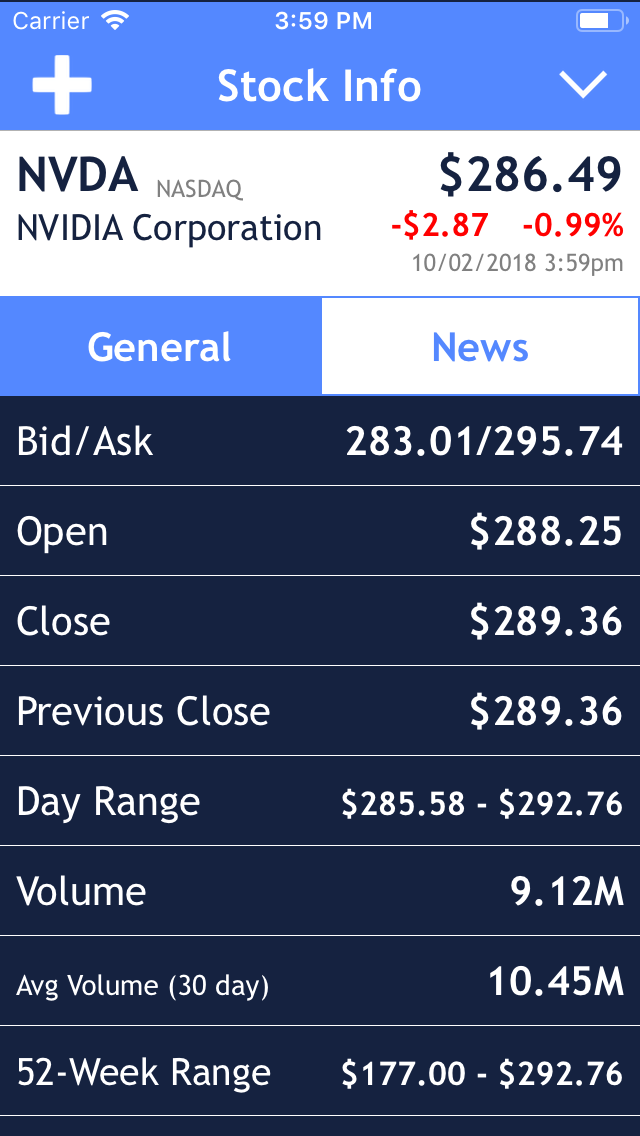 Carrier 3:59 PM
Stock Info
NVDA NASDAQ $286.49
NVIDIA Corporation -$2.87 -0.99%
10/02/2018 3:59pm
General News
Bid/Ask 283.01/295.74
Open $288.25
Close $289.36
Previous Close $289.36
Day Range $285.58 - $292.76
Volume 9.12M
Avg Volume (30 day) 10.45M
52-Week Range $177.00 - $292.76